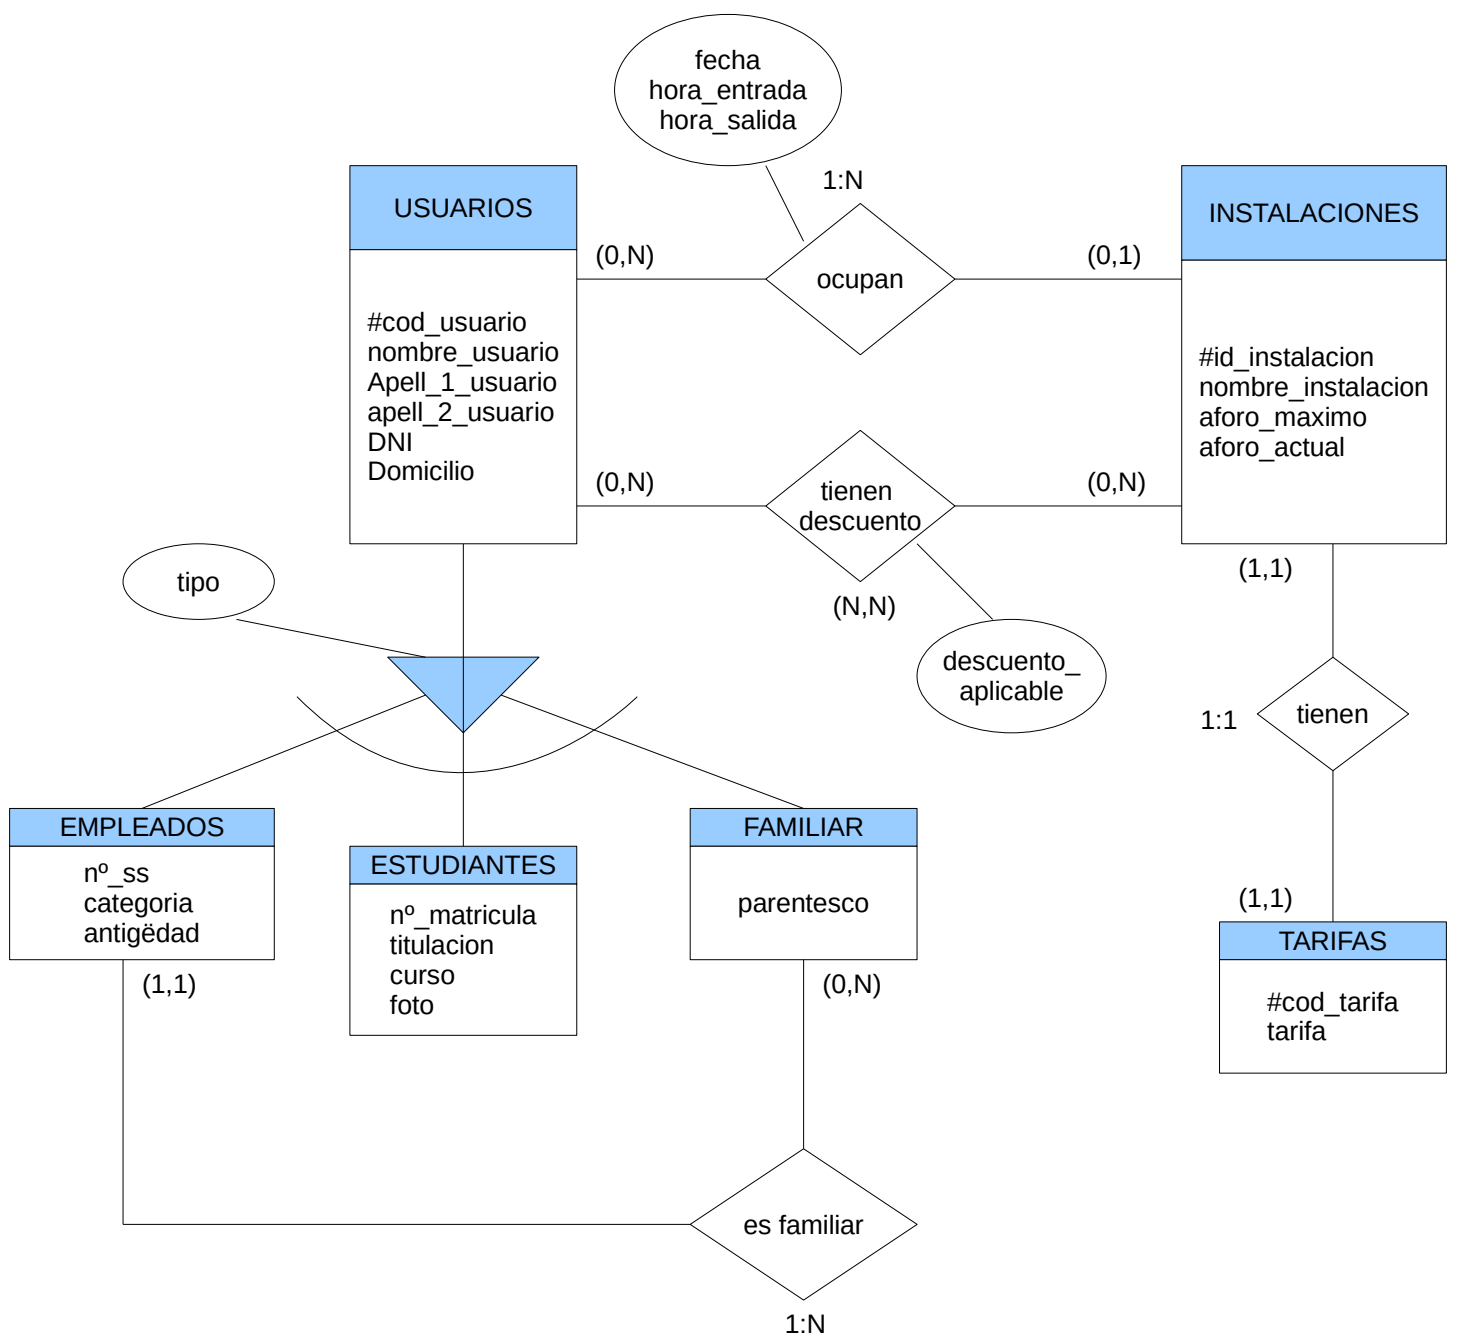 fecha
hora_entrada
hora_salida
1:N
USUARIOS
INSTALACIONES
(0,N)
(0,1)
ocupan
#cod_usuario
nombre_usuario
Apell_1_usuario
apell_2_usuario
DNI
Domicilio
#id_instalacion
nombre_instalacion
aforo_maximo
aforo_actual
(0,N)
(0,N)
tienen
descuento
(N,N)
(1,1)
tipo
descuento_
aplicable
1:1
tienen
EMPLEADOS
nº_ss
categoria
antigëdad
(1,1)
ESTUDIANTES
nº_matricula
titulacion
curso
foto
FAMILIAR
parentesco
(0,N)
(1,1)
TARIFAS
#cod_tarifa
tarifa
es familiar
1:N